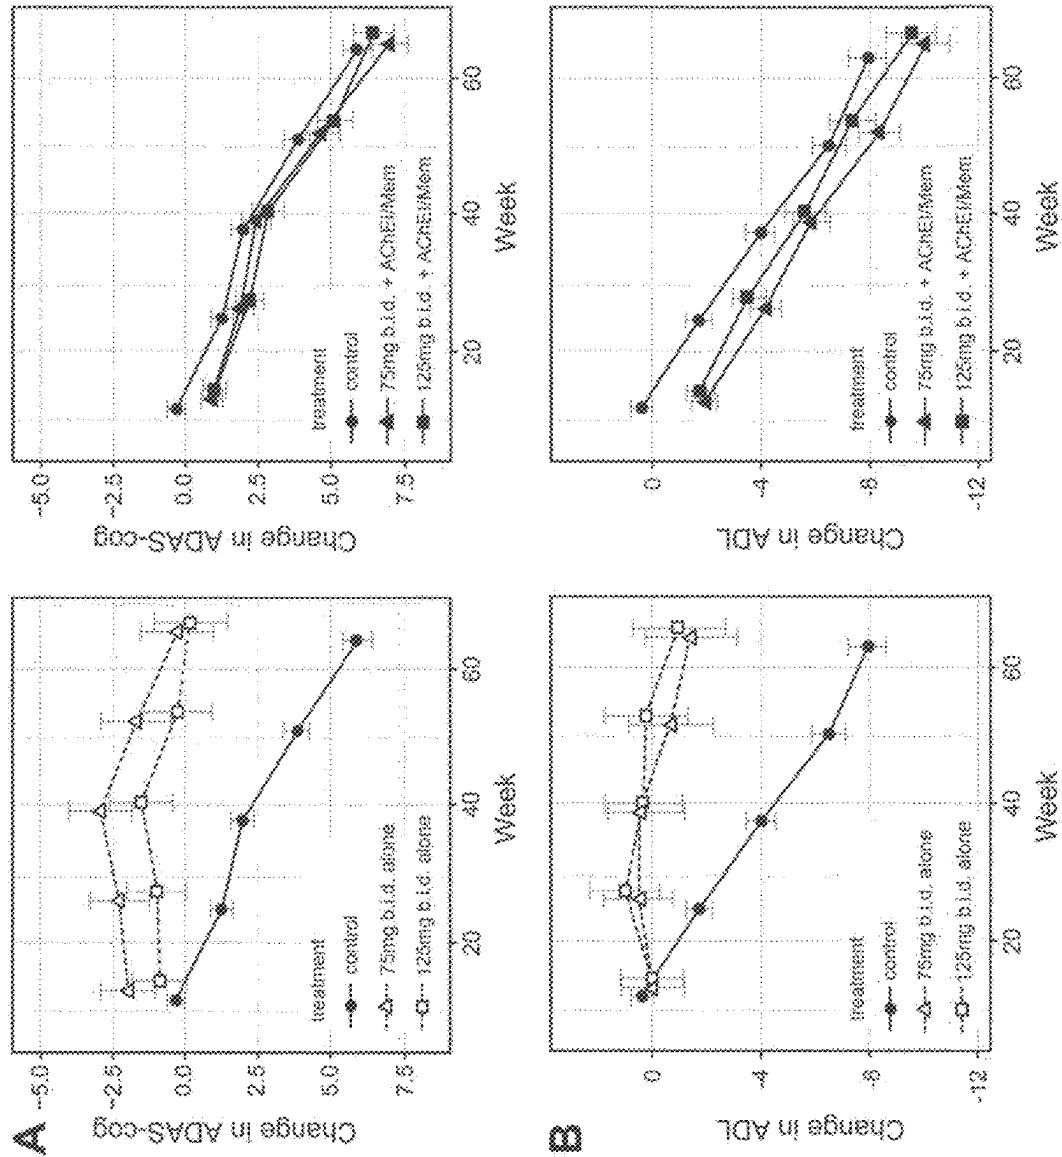 A
Change in ADAS-cog
-5.0
-2.5
0.0
2.5
5.0
7.5
treatment
control
75mg b.i.d. alone
125mg b.i.d. alone
20
40
60
Week
Change in ADAS-cog
-5.0
-2.5
0.0
2.5
5.0
7.5
treatment
control
75mg b.i.d. + AChEI/Mem
125mg b.i.d. + AChEI/Mem
20
40
60
Week
B
Change in ADL
0
-4
-8
-12
treatment
control
75mg b.i.d. alone
125mg b.i.d. alone
20
40
60
Week
Change in ADL
0
-4
-8
-12
treatment
control
75mg b.i.d. + AChEI/Mem
125mg b.i.d. + AChEI/Mem
20
40
60
Week